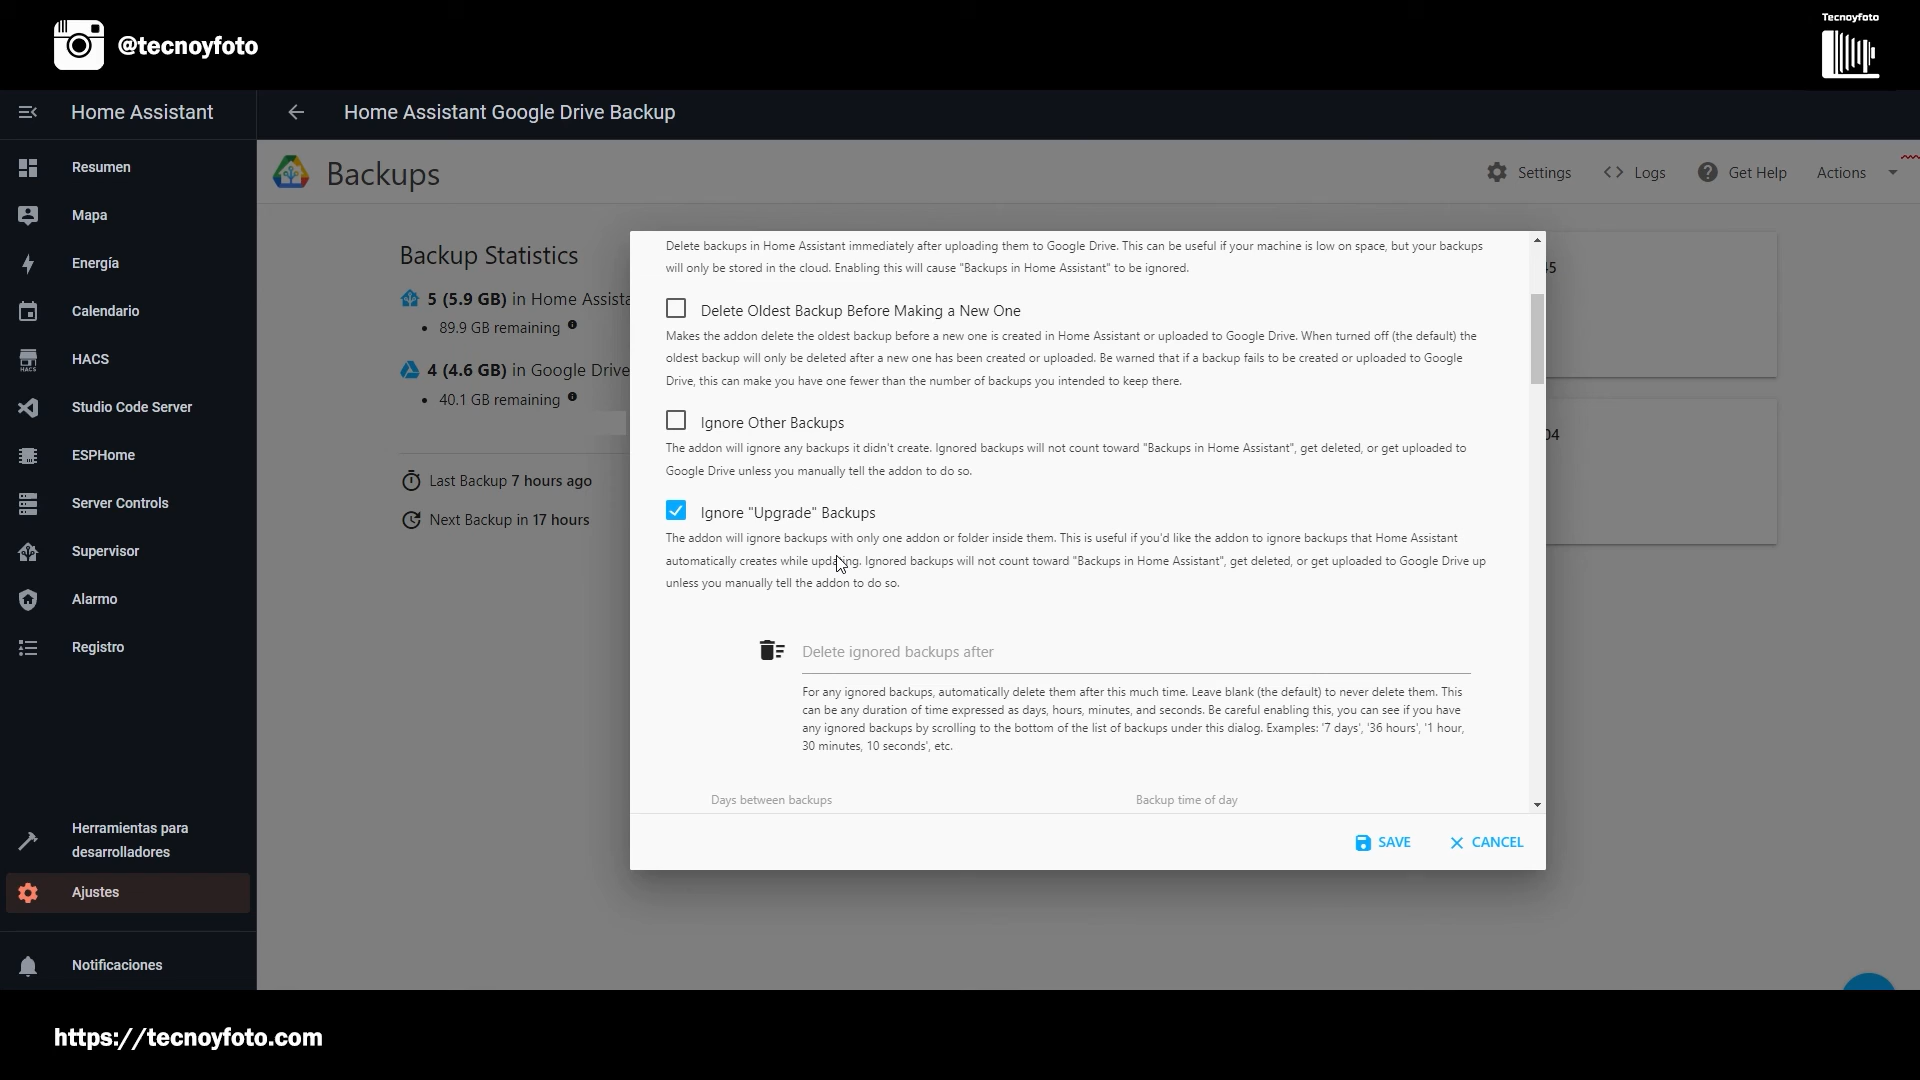 @tecnoyfoto
Tecnoyfoto
Home Assistant
Home Assistant Google Drive Backup
Resumen
Mapa
Energía
Calendario
HACS
HACS
Studio Code Server
ESPHome
Server Controls
Supervisor
Alarmo
Registro
Herramientas para
desarrolladores
Ajustes
Notificaciones
Backups
Settings
Logs
Get Help
Actions
Backup Statistics
5 (5.9 GB) in Home Assista
• 89.9 GB remaining
4 (4.6 GB) in Google Drive
• 40.1 GB remaining
Last Backup 7 hours ago
Next Backup in 17 hours
Delete backups in Home Assistant immediately after uploading them to Google Drive. This can be useful if your machine is low on space, but your backups
will only be stored in the cloud. Enabling this will cause "Backups in Home Assistant" to be ignored.
Delete Oldest Backup Before Making a New One
Makes the addon delete the oldest backup before a new one is created in Home Assistant or uploaded to Google Drive. When turned off (the default) the
oldest backup will only be deleted after a new one has been created or uploaded. Be warned that if a backup fails to be created or uploaded to Google
Drive, this can make you have one fewer than the number of backups you intended to keep there.
Ignore Other Backups
The addon will ignore any backups it didn't create. Ignored backups will not count toward "Backups in Home Assistant", get deleted, or get uploaded to
Google Drive unless you manually tell the addon to do so.
Ignore "Upgrade" Backups
The addon will ignore backups with only one addon or folder inside them. This is useful if you'd like the addon to ignore backups that Home Assistant
automatically creates while updating. Ignored backups will not count toward "Backups in Home Assistant", get deleted, or get uploaded to Google Drive up
unless you manually tell the addon to do so.
Delete ignored backups after
For any ignored backups, automatically delete them after this much time. Leave blank (the default) to never delete them. This
can be any duration of time expressed as days, hours, minutes, and seconds. Be careful enabling this, you can see if you have
any ignored backups by scrolling to the bottom of the list of backups under this dialog. Examples: '7 days', '36 hours', '1 hour,
30 minutes, 10 seconds', etc.
Days between backups
Backup time of day
SAVE
CANCEL
04
https://tecnoyfoto.com